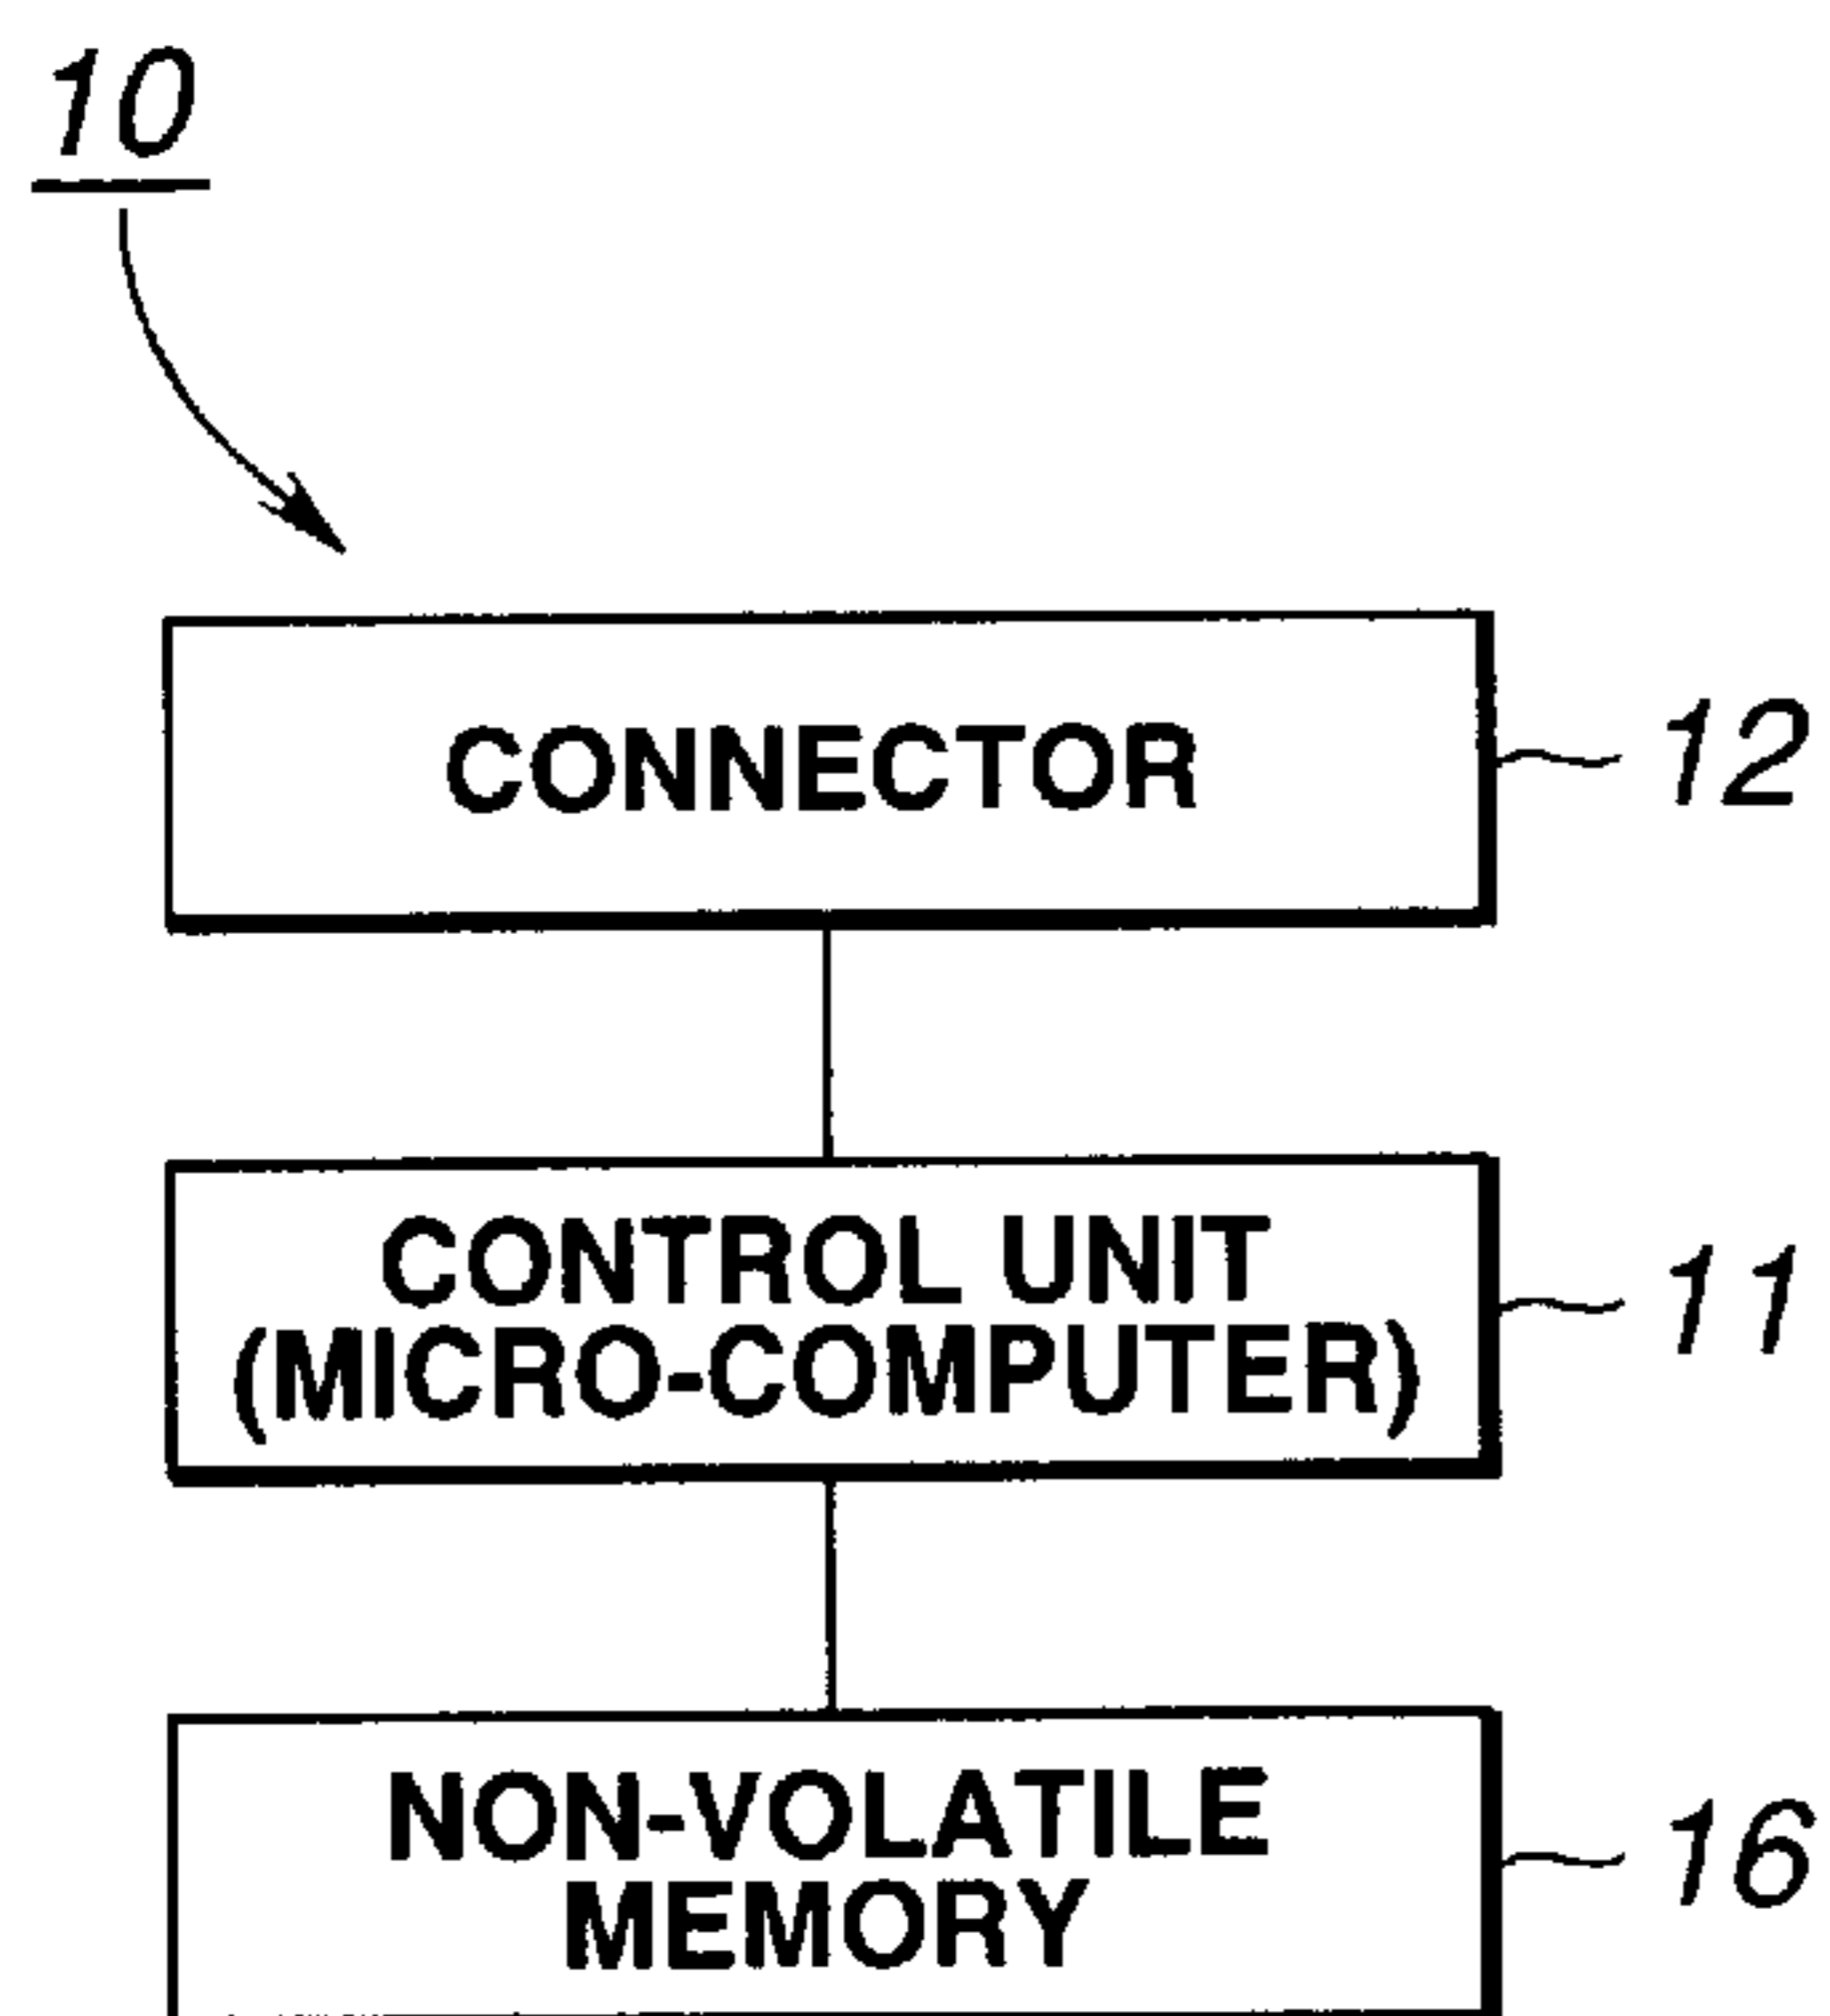 10
CONNECTOR
12
CONTROL UNIT
(MICRO-COMPUTER)
11
NON-VOLATILE
MEMORY
16